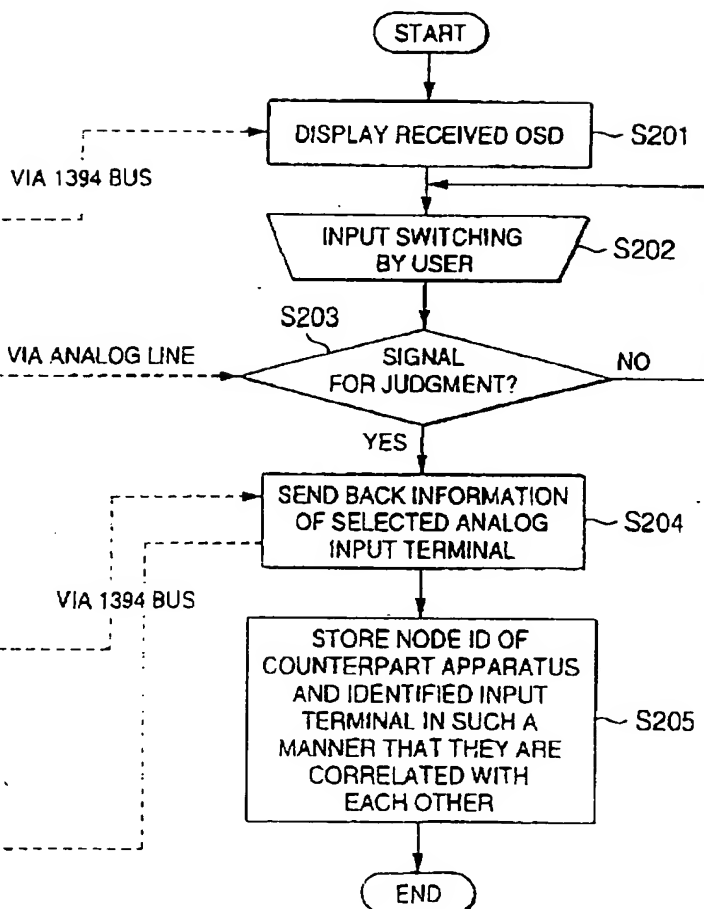 START
DISPLAY RECEIVED OSD
S201
VIA 1394 BUS
INPUT SWITCHING
BY USER
S202
S203
VIA ANALOG LINE
SIGNAL
FOR JUDGMENT?
NO
YES
SEND BACK INFORMATION
OF SELECTED ANALOG
INPUT TERMINAL
S204
VIA 1394 BUS
STORE NODE ID OF
COUNTERPART APPARATUS
AND IDENTIFIED INPUT
TERMINAL IN SUCH A
MANNER THAT THEY ARE
CORRELATED WITH
EACH OTHER
S205
END